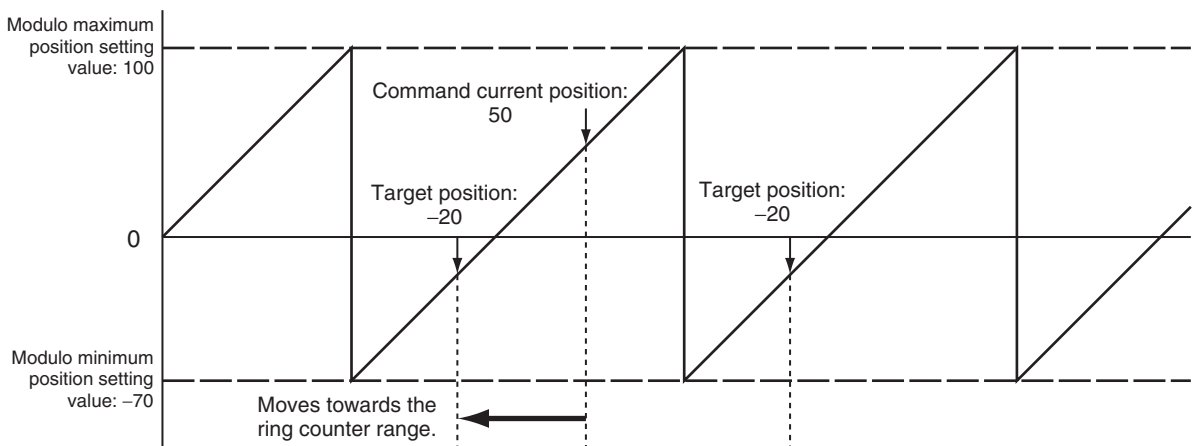 Modulo maximum
position setting
value: 100
Command current position:
50
Target position:
−20
Target position:
−20
0
Modulo minimum
position setting
value: −70
Moves towards the
ring counter range.